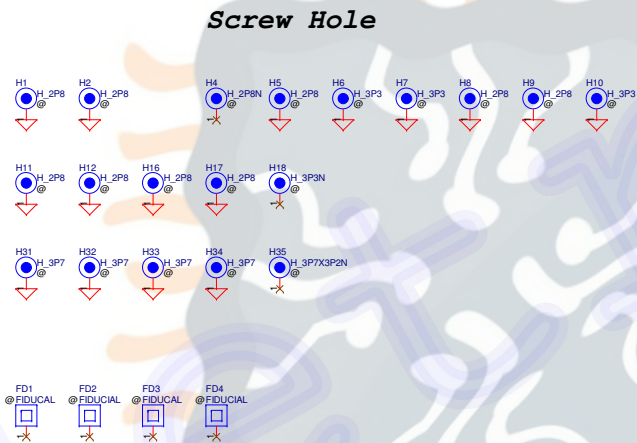 Screw Hole
H1 H2 H4 H5 H6 H7 H8 H9 H10
H_2P8 H_2P8 H_2P8N H_2P8 H_3P3 H_3P3 H_2P8 H_2P8 H_3P3
@ @ @ @ @ @ @ @ @
H11 H12 H16 H17 H18
H_2P8 H_2P8 H_2P8 H_2P8 H_3P3N
@ @ @ @ @
H31 H32 H33 H34 H35
H_3P7 H_3P7 H_3P7 H_3P7 H_3P7X3P2N
@ @ @ @ @
FD1 FD2 FD3 FD4
@ FIDUCAL @ FIDUCIAL @ FIDUCAL @ FIDUCIAL